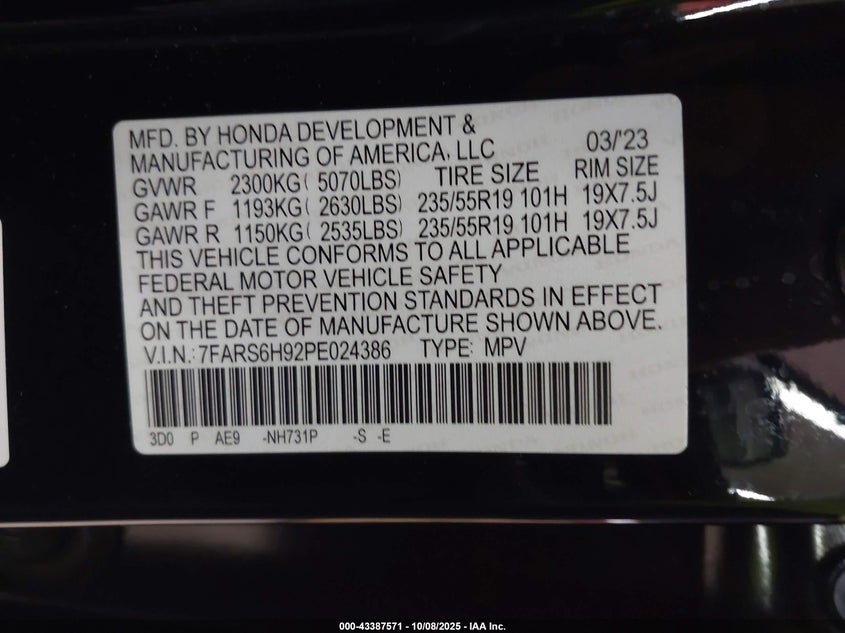 MFD. BY HONDA DEVELOPMENT &
MANUFACTURING OF AMERICA, LLC 03/'23
GVWR 2300KG( 5070LBS) TIRE SIZE RIM SIZE
GAWR F 1193KG( 2630LBS) 235/55R19 101H 19X7.5J
GAWR R 1150KG( 2535LBS) 235/55R19 101H 19X7.5J
THIS VEHICLE CONFORMS TO ALL APPLICABLE
FEDERAL MOTOR VEHICLE SAFETY
AND THEFT PREVENTION STANDARDS IN EFFECT
ON THE DATE OF MANUFACTURE SHOWN ABOVE.
V.I.N.:7FARS6H92PE024386 TYPE: MPV
3D0 P AE9 -NH731P -S -E
000-43387571 | 10/08/2025 - IAA Inc.